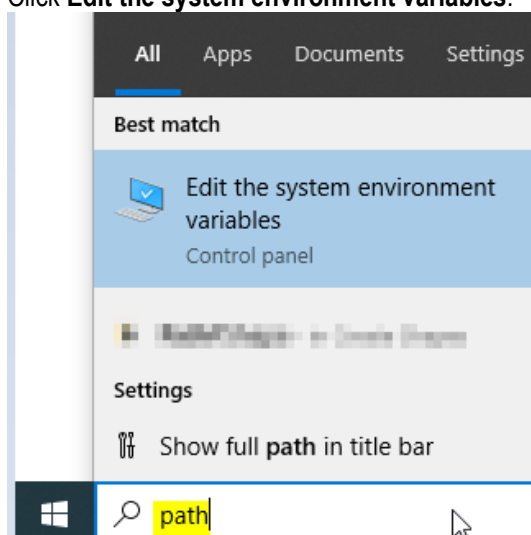 Click Edit the system environment variables.
All Apps Documents Settings
Best match
Edit the system environment
variables
Control panel
Settings
Show full path in title bar
path